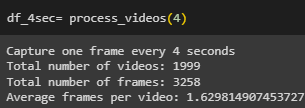 df_4sec= process_videos(4)
Capture one frame every 4 seconds
Total number of videos: 1999
Total number of frames: 3258
Average frames per video: 1.629814907453727